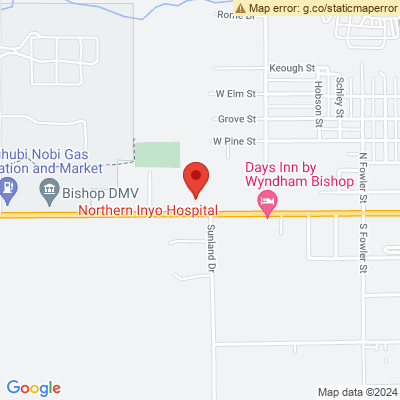 Map error: g.co/staticmaperror
Rome Dr
Keough St
Schley St
Hobson St
W Elm St
Grove St
W Pine St
N Fowler St
uhubi Nobi Gas
ation and Market
Bishop DMV
Days Inn by
Wyndham Bishop
Northern Inyo Hospital
Sunland Dr
S Fowler St
Google
Map data ©2024